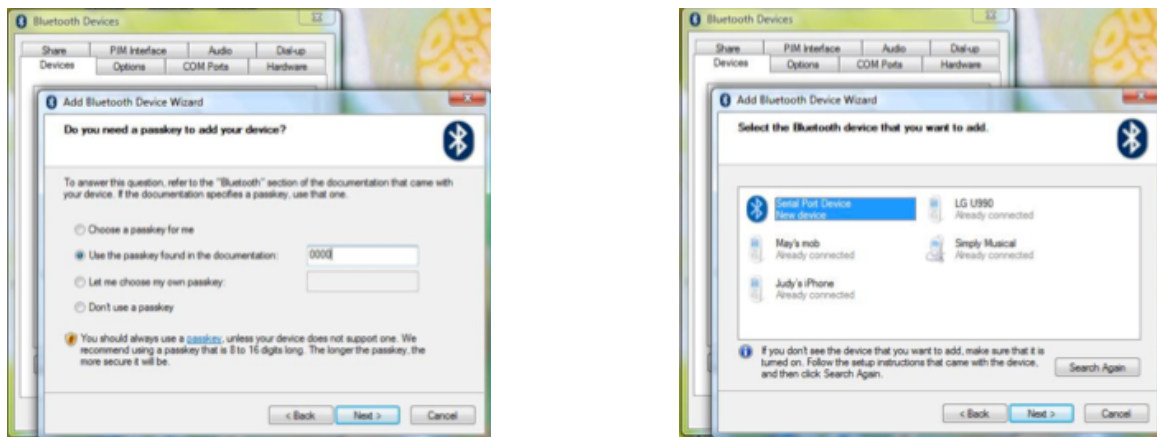 Bluetooth Devices
Share PIM Interface Audio Dial-up
Devices Options COM Ports Hardware
Add Bluetooth Device Wizard
Do you need a passkey to add your device?
To answer this question, refer to the "Bluetooth" section of the documentation that came with
your device. If the documentation specifies a passkey, use that one.
Choose a passkey for me
Use the passkey found in the documentation: 0000
Let me choose my own passkey:
Don't use a passkey
You should always use a passkey, unless your device does not support one. We
recommend using a passkey that is 8 to 16 digits long. The longer the passkey, the
more secure it will be.
< Back Next > Cancel
Bluetooth Devices
Share PIM Interface Audio Dial-up
Devices Options COM Ports Hardware
Add Bluetooth Device Wizard
Select the Bluetooth device that you want to add.
Serial Port Device
New device
LG U990
Already connected
May's mob
Already connected
Simply Musical
Already connected
Judy's iPhone
Already connected
If you don't see the device that you want to add, make sure that it is
turned on. Follow the setup instructions that came with the device,
and then click Search Again.
Search Again
< Back Next > Cancel